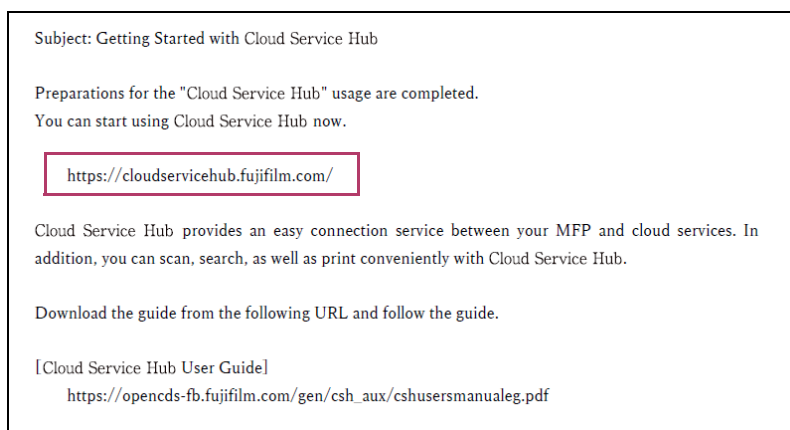 Subject: Getting Started with Cloud Service Hub
Preparations for the "Cloud Service Hub" usage are completed.
You can start using Cloud Service Hub now.
https://cloudservicehub.fujifilm.com/
Cloud Service Hub provides an easy connection service between your MFP and cloud services. In
addition, you can scan, search, as well as print conveniently with Cloud Service Hub.
Download the guide from the following URL and follow the guide.
[Cloud Service Hub User Guide]
https://opencds-fb.fujifilm.com/gen/csh_aux/cshusersmanualeg.pdf